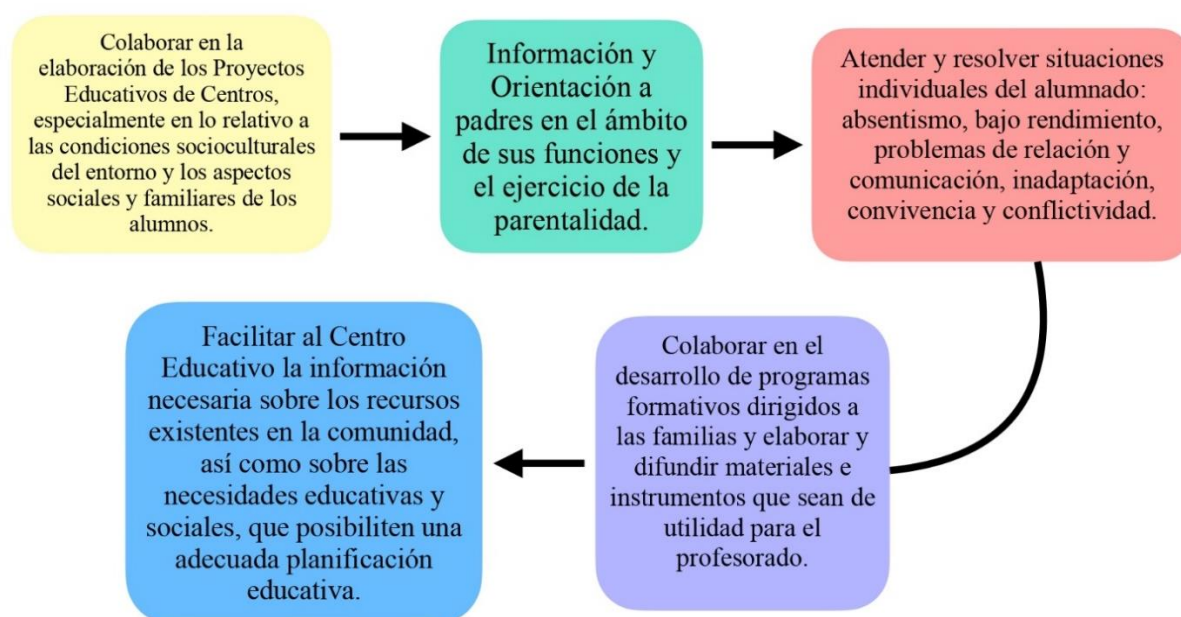 Colaborar en la
elaboración de los Proyectos
Educativos de Centros,
especialmente en lo relativo a
las condiciones socioculturales
del entorno y los aspectos
sociales y familiares de los
alumnos.
Información y
Orientación a
padres en el ámbito
de sus funciones y
el ejercicio de la
parentalidad.
Atender y resolver situaciones
individuales del alumnado:
absentismo, bajo rendimiento,
problemas de relación y
comunicación, inadaptación,
convivencia y conflictividad.
Colaborar en el
desarrollo de programas
formativos dirigidos a
las familias y elaborar y
difundir materiales e
instrumentos que sean de
utilidad para el
profesorado.
Facilitar al Centro
Educativo la información
necesaria sobre los recursos
existentes en la comunidad,
así como sobre las
necesidades educativas y
sociales, que posibiliten una
adecuada planificación
educativa.